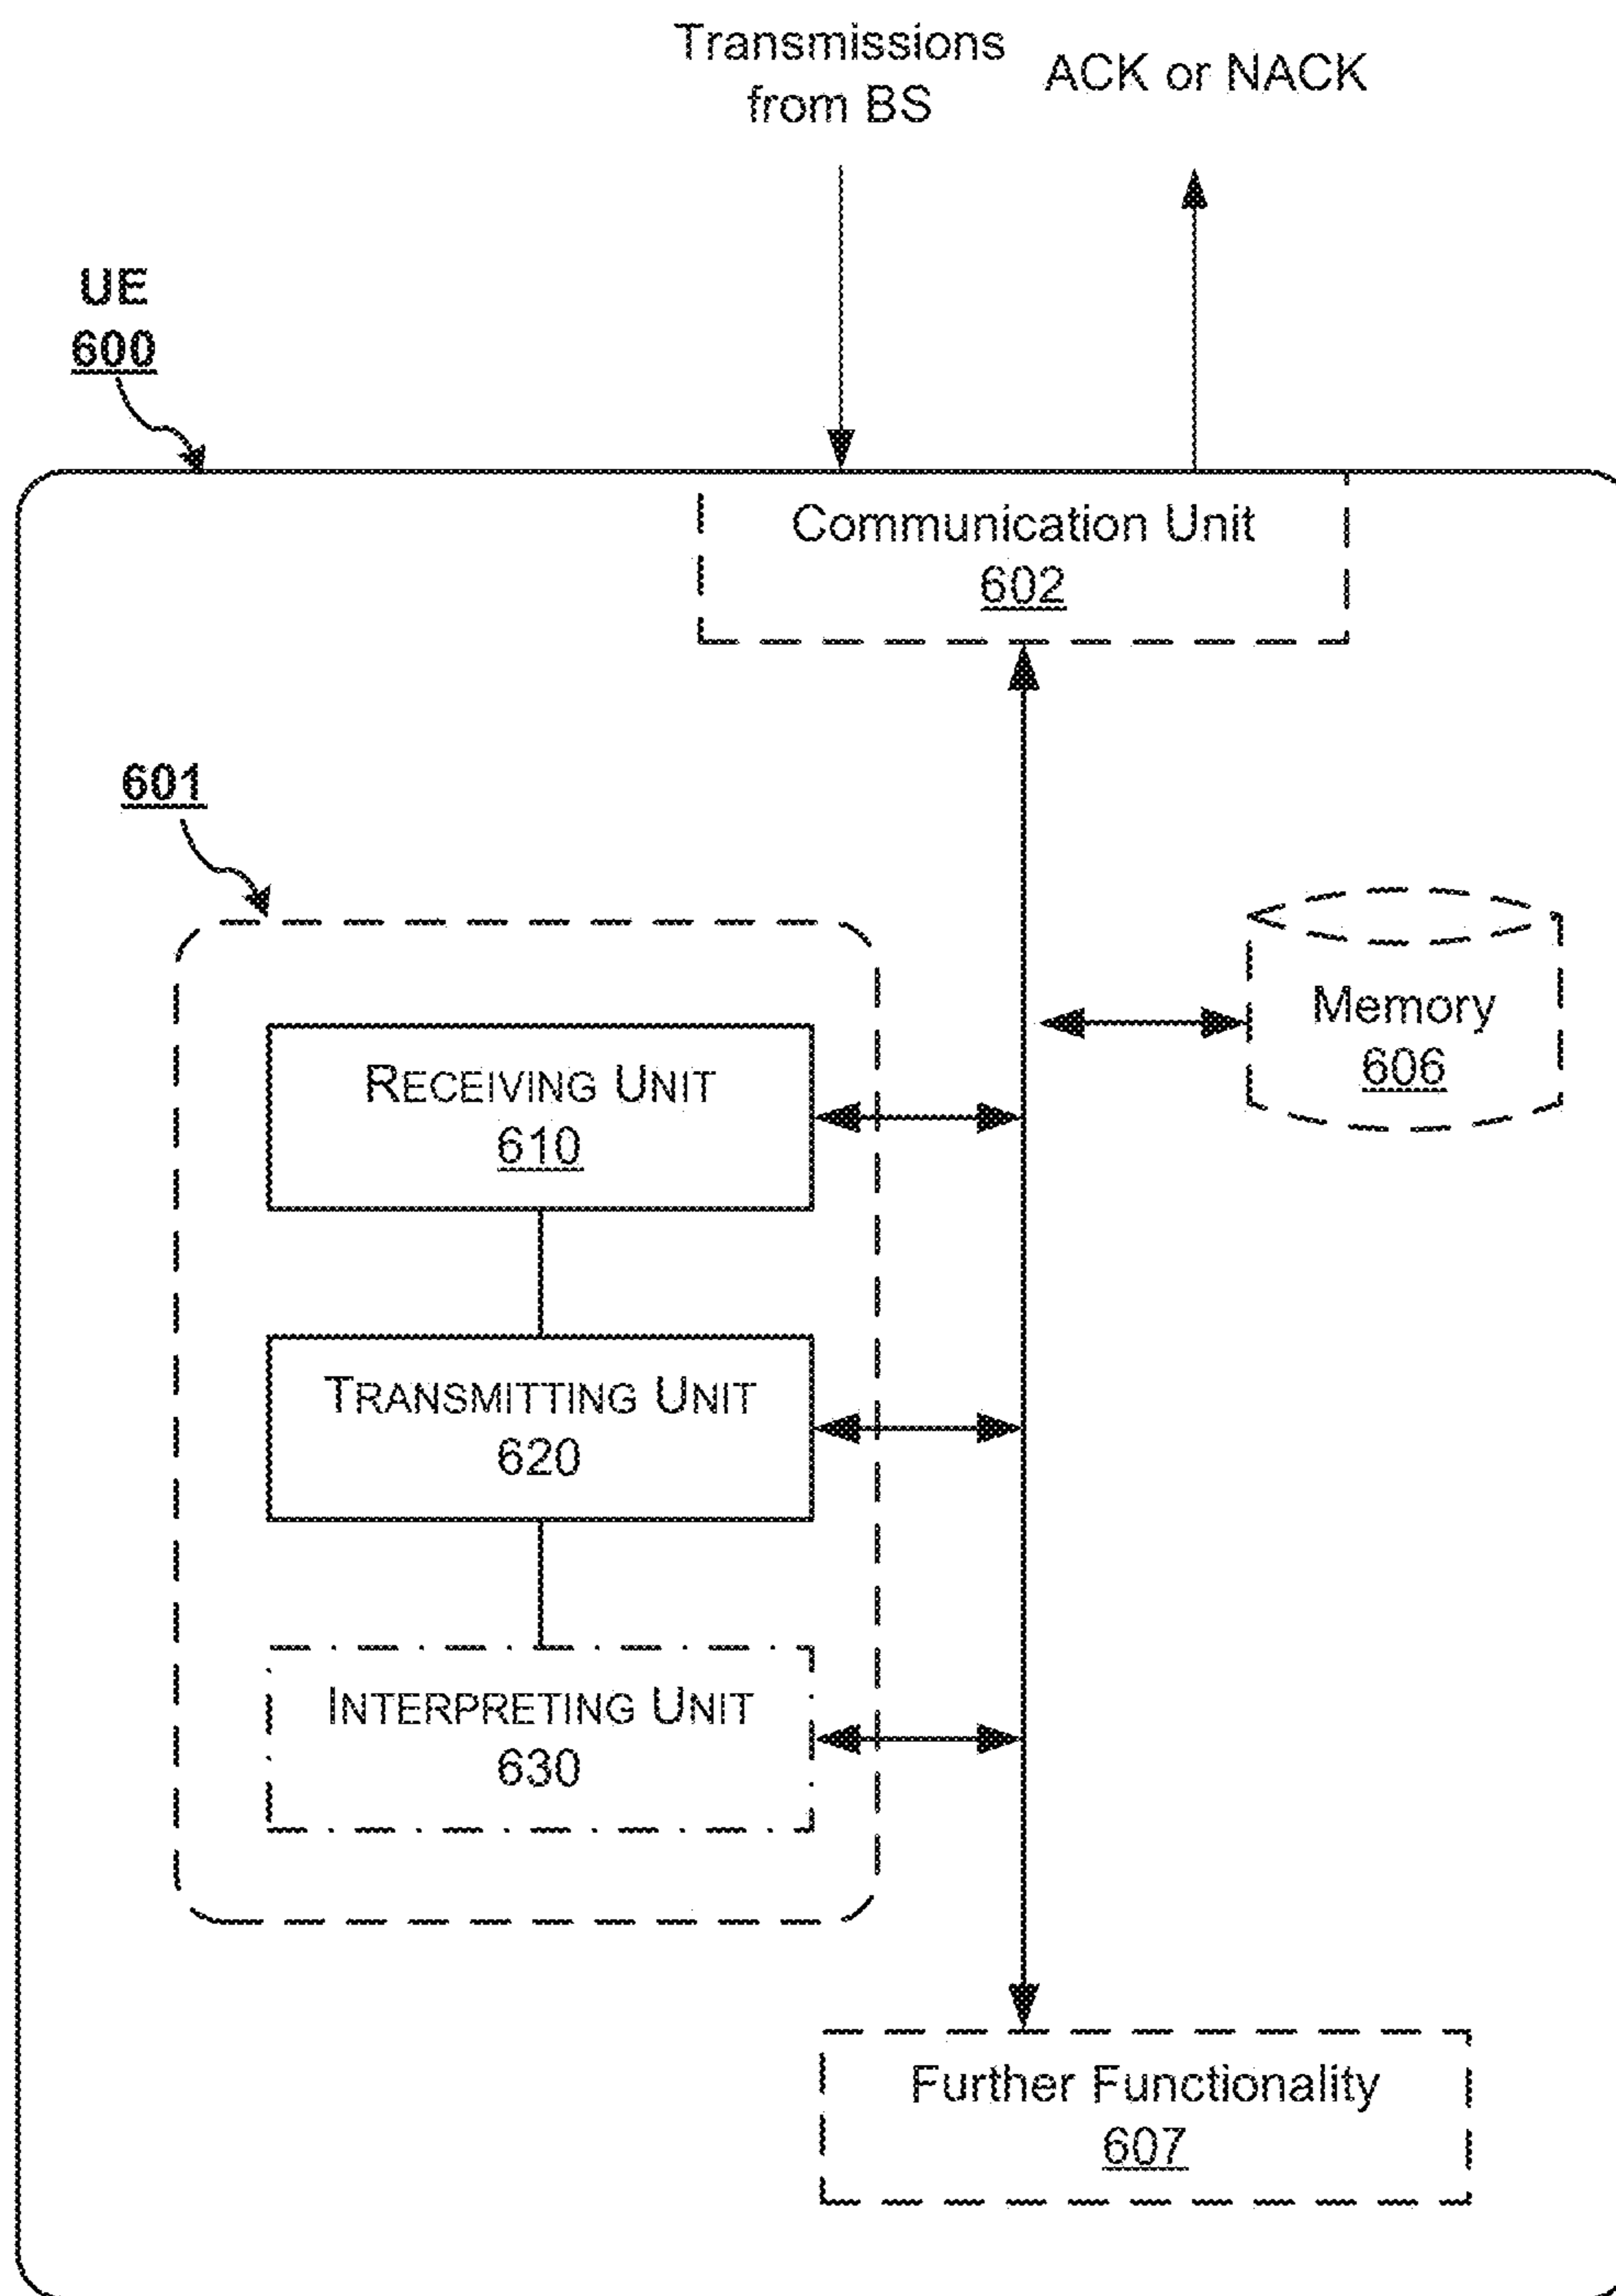 Transmissions
from BS
ACK or NACK
UE
600
Communication Unit
602
601
Memory
606
RECEIVING UNIT
610
TRANSMITTING UNIT
620
INTERPRETING UNIT
630
Further Functionality
607